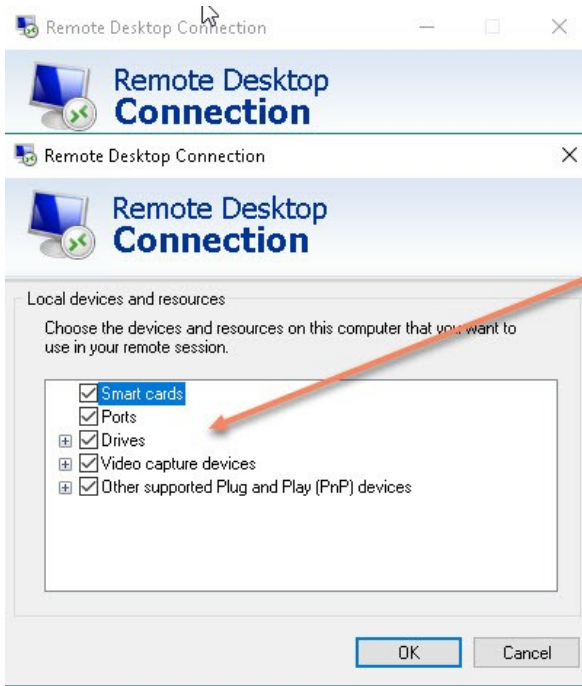 Remote Desktop Connection
Remote Desktop
Connection
Remote Desktop Connection
Remote Desktop
Connection
Local devices and resources
Choose the devices and resources on this computer that you want to
use in your remote session.
Smart cards
Ports
Drives
Video capture devices
Other supported Plug and Play (PnP) devices
OK
Cancel